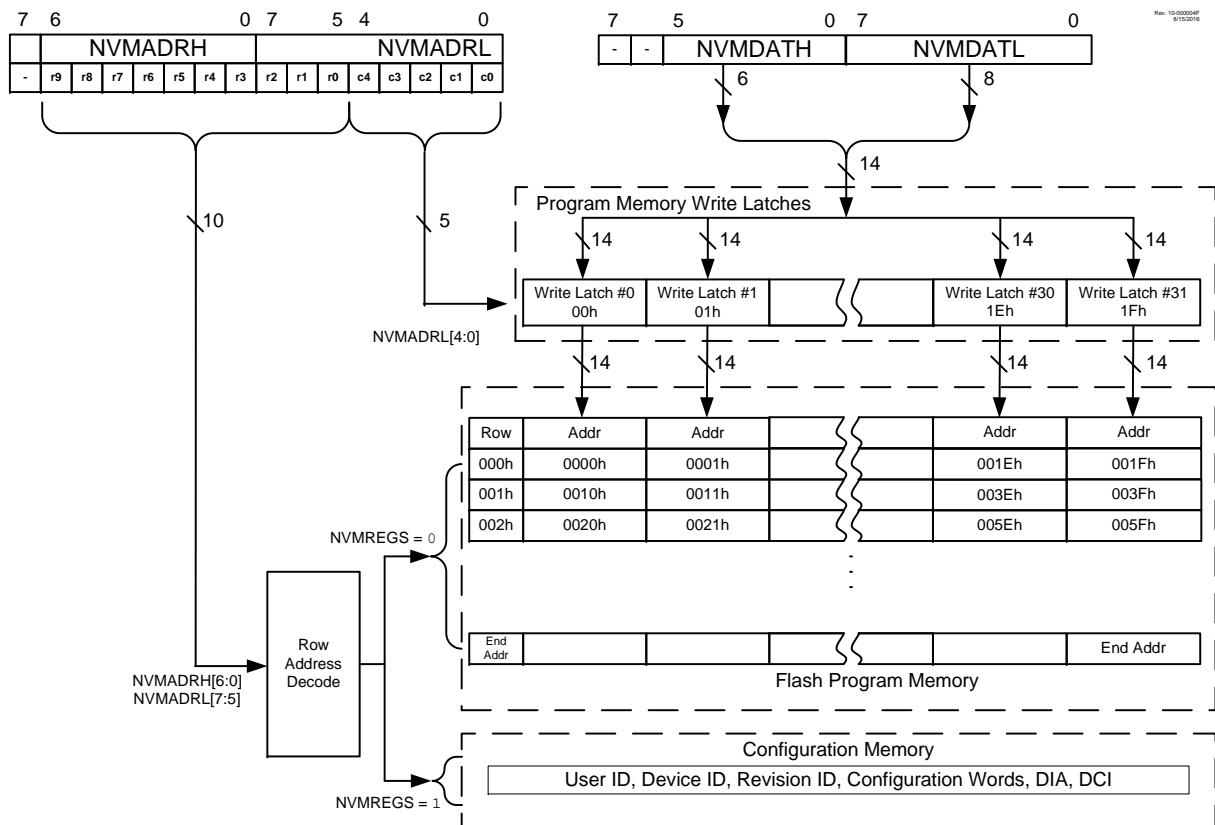 Rev. 10-000004F
8/15/2016
7 6 0 7 5 4 0
7 5 0 7 0
NVMADRH NVMADRL
- - NVMDATH NVMDATL
- r9 r8 r7 r6 r5 r4 r3 r2 r1 r0 c4 c3 c2 c1 c0
6 8
14
10 5
Program Memory Write Latches
14 14 14 14
Write Latch #0
00h
Write Latch #1
01h
Write Latch #30
1Eh
Write Latch #31
1Fh
NVMADRL[4:0]
14 14 14 14
Row Addr Addr Addr Addr
000h 0000h 0001h 001Eh 001Fh
001h 0010h 0011h 003Eh 003Fh
002h 0020h 0021h 005Eh 005Fh
NVMREGS = 0
End
Addr
End Addr
Flash Program Memory
Row
Address
Decode
NVMADRH[6:0]
NVMADRL[7:5]
Configuration Memory
User ID, Device ID, Revision ID, Configuration Words, DIA, DCI
NVMREGS = 1